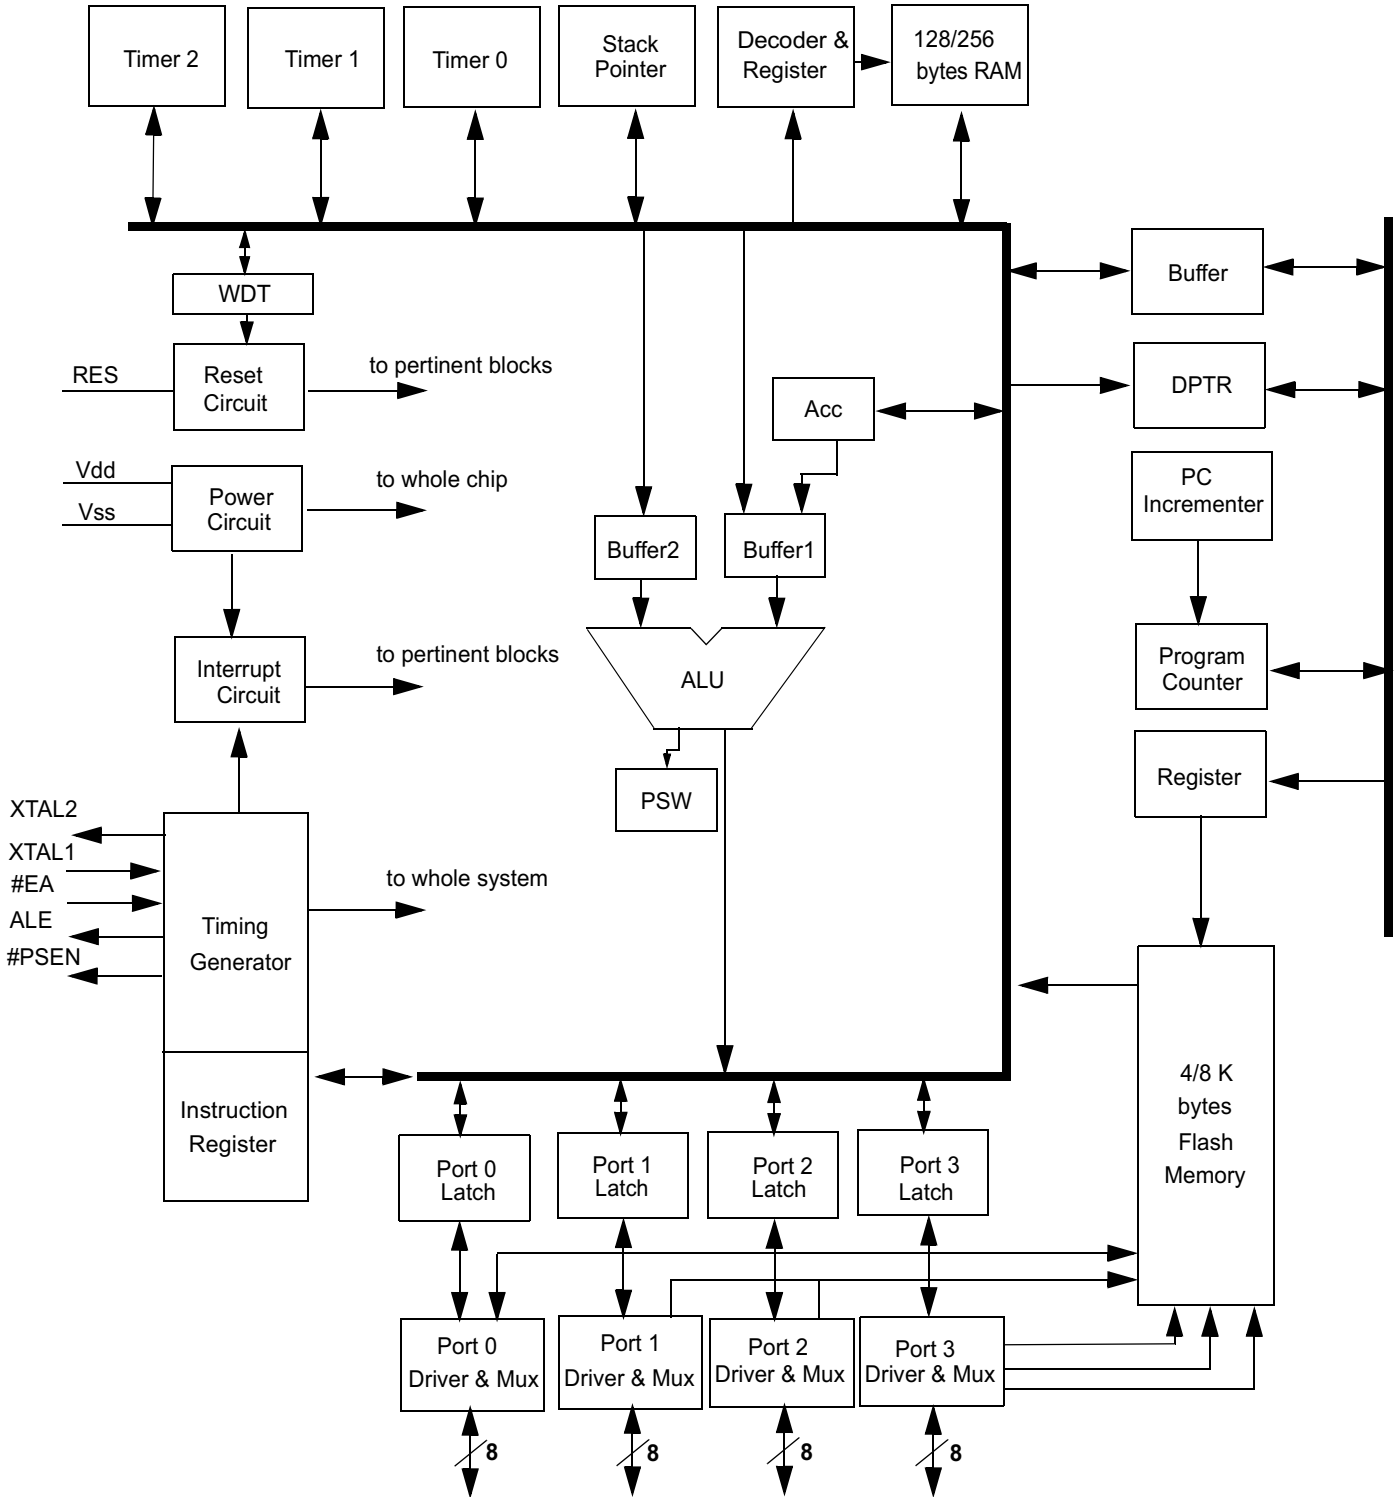 Timer 2
Timer 1
Timer 0
Stack
Pointer
Decoder &
Register
128/256
bytes RAM
WDT
Buffer
RES
Reset
Circuit
to pertinent blocks
Acc
DPTR
Vdd
Vss
Power
Circuit
to whole chip
PC
Incrementer
Buffer2
Buffer1
Interrupt
Circuit
to pertinent blocks
ALU
Program
Counter
PSW
Register
XTAL2
XTAL1
#EA
ALE
#PSEN
Timing
Generator
to whole system
Instruction
Register
4/8 K
bytes
Flash
Memory
Port 0
Latch
Port 1
Latch
Port 2
Latch
Port 3
Latch
Port 0
Driver & Mux
Port 1
Driver & Mux
Port 2
Driver & Mux
Port 3
Driver & Mux
8
8
8
8